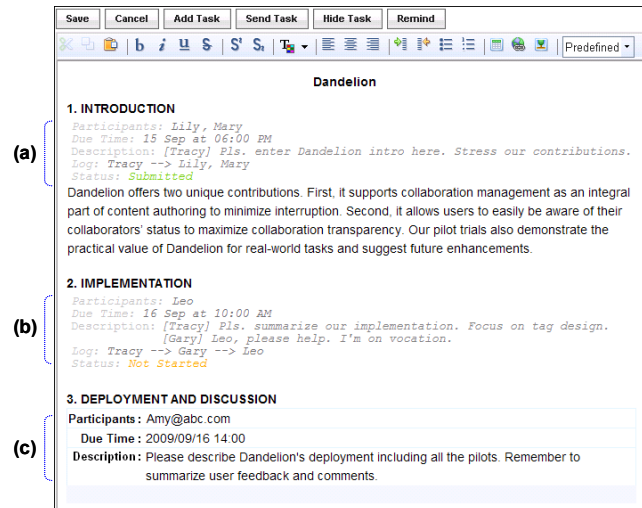 Save Cancel Add Task Send Task Hide Task Remind
b i u S S² S₂ T Predefined
Dandelion
1. INTRODUCTION
(a)
Participants: Lily, Mary
Due Time: 15 Sep at 06:00 PM
Description: [Tracy] Pls. enter Dandelion intro here. Stress our contributions.
Log: Tracy --> Lily, Mary
Status: Submitted
Dandelion offers two unique contributions. First, it supports collaboration management as an integral
part of content authoring to minimize interruption. Second, it allows users to easily be aware of their
collaborators' status to maximize collaboration transparency. Our pilot trials also demonstrate the
practical value of Dandelion for real-world tasks and suggest future enhancements.
2. IMPLEMENTATION
(b)
Participants: Leo
Due Time: 16 Sep at 10:00 AM
Description: [Tracy] Pls. summarize our implementation. Focus on tag design.
[Gary] Leo, please help. I'm on vocation.
Log: Tracy --> Gary --> Leo
Status: Not Started
3. DEPLOYMENT AND DISCUSSION
(c)
Participants: Amy@abc.com
Due Time: 2009/09/16 14:00
Description: Please describe Dandelion's deployment including all the pilots. Remember to
summarize user feedback and comments.